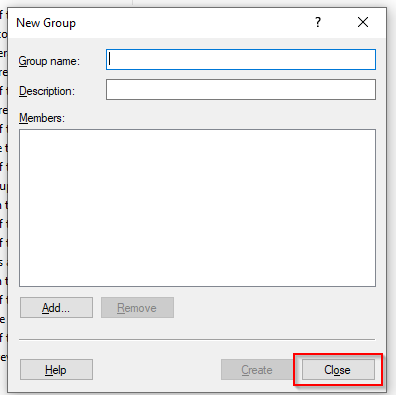 New Group ?
Group name:
Description:
Members:
Add... Remove
Help Create Close